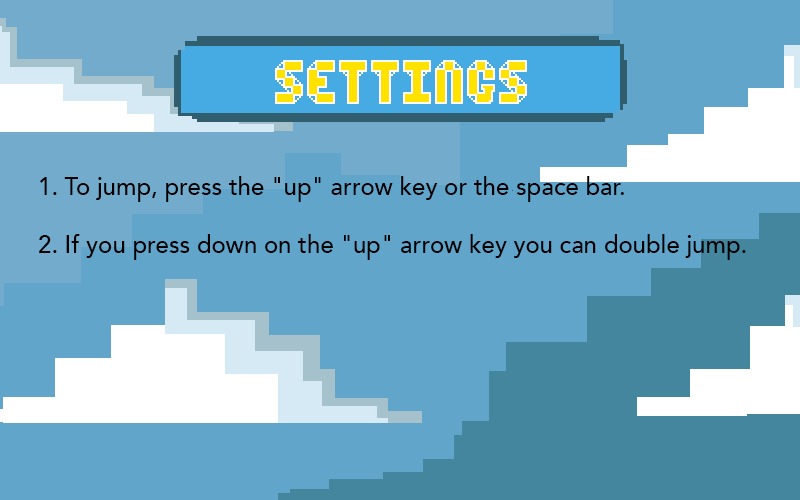 SETTINGS
1. To jump, press the "up" arrow key or the space bar.
2. If you press down on the "up" arrow key you can double jump.